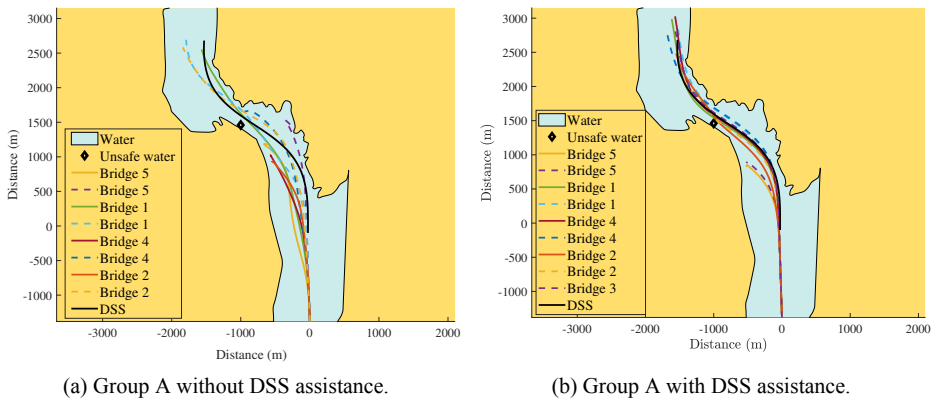 3000
2500
2000
1500
1000
500
0
-500
-1000
Distance (m)
Water
Unsafe water
Bridge 5
Bridge 5
Bridge 1
Bridge 1
Bridge 4
Bridge 4
Bridge 2
Bridge 2
DSS
-3000 -2000 -1000 0 1000 2000
Distance (m)
(a) Group A without DSS assistance.
3000
2500
2000
1500
1000
500
0
-500
-1000
Distance (m)
Water
Unsafe water
Bridge 5
Bridge 5
Bridge 1
Bridge 1
Bridge 4
Bridge 4
Bridge 2
Bridge 2
Bridge 3
DSS
-3000 -2000 -1000 0 1000 2000
Distance (m)
(b) Group A with DSS assistance.